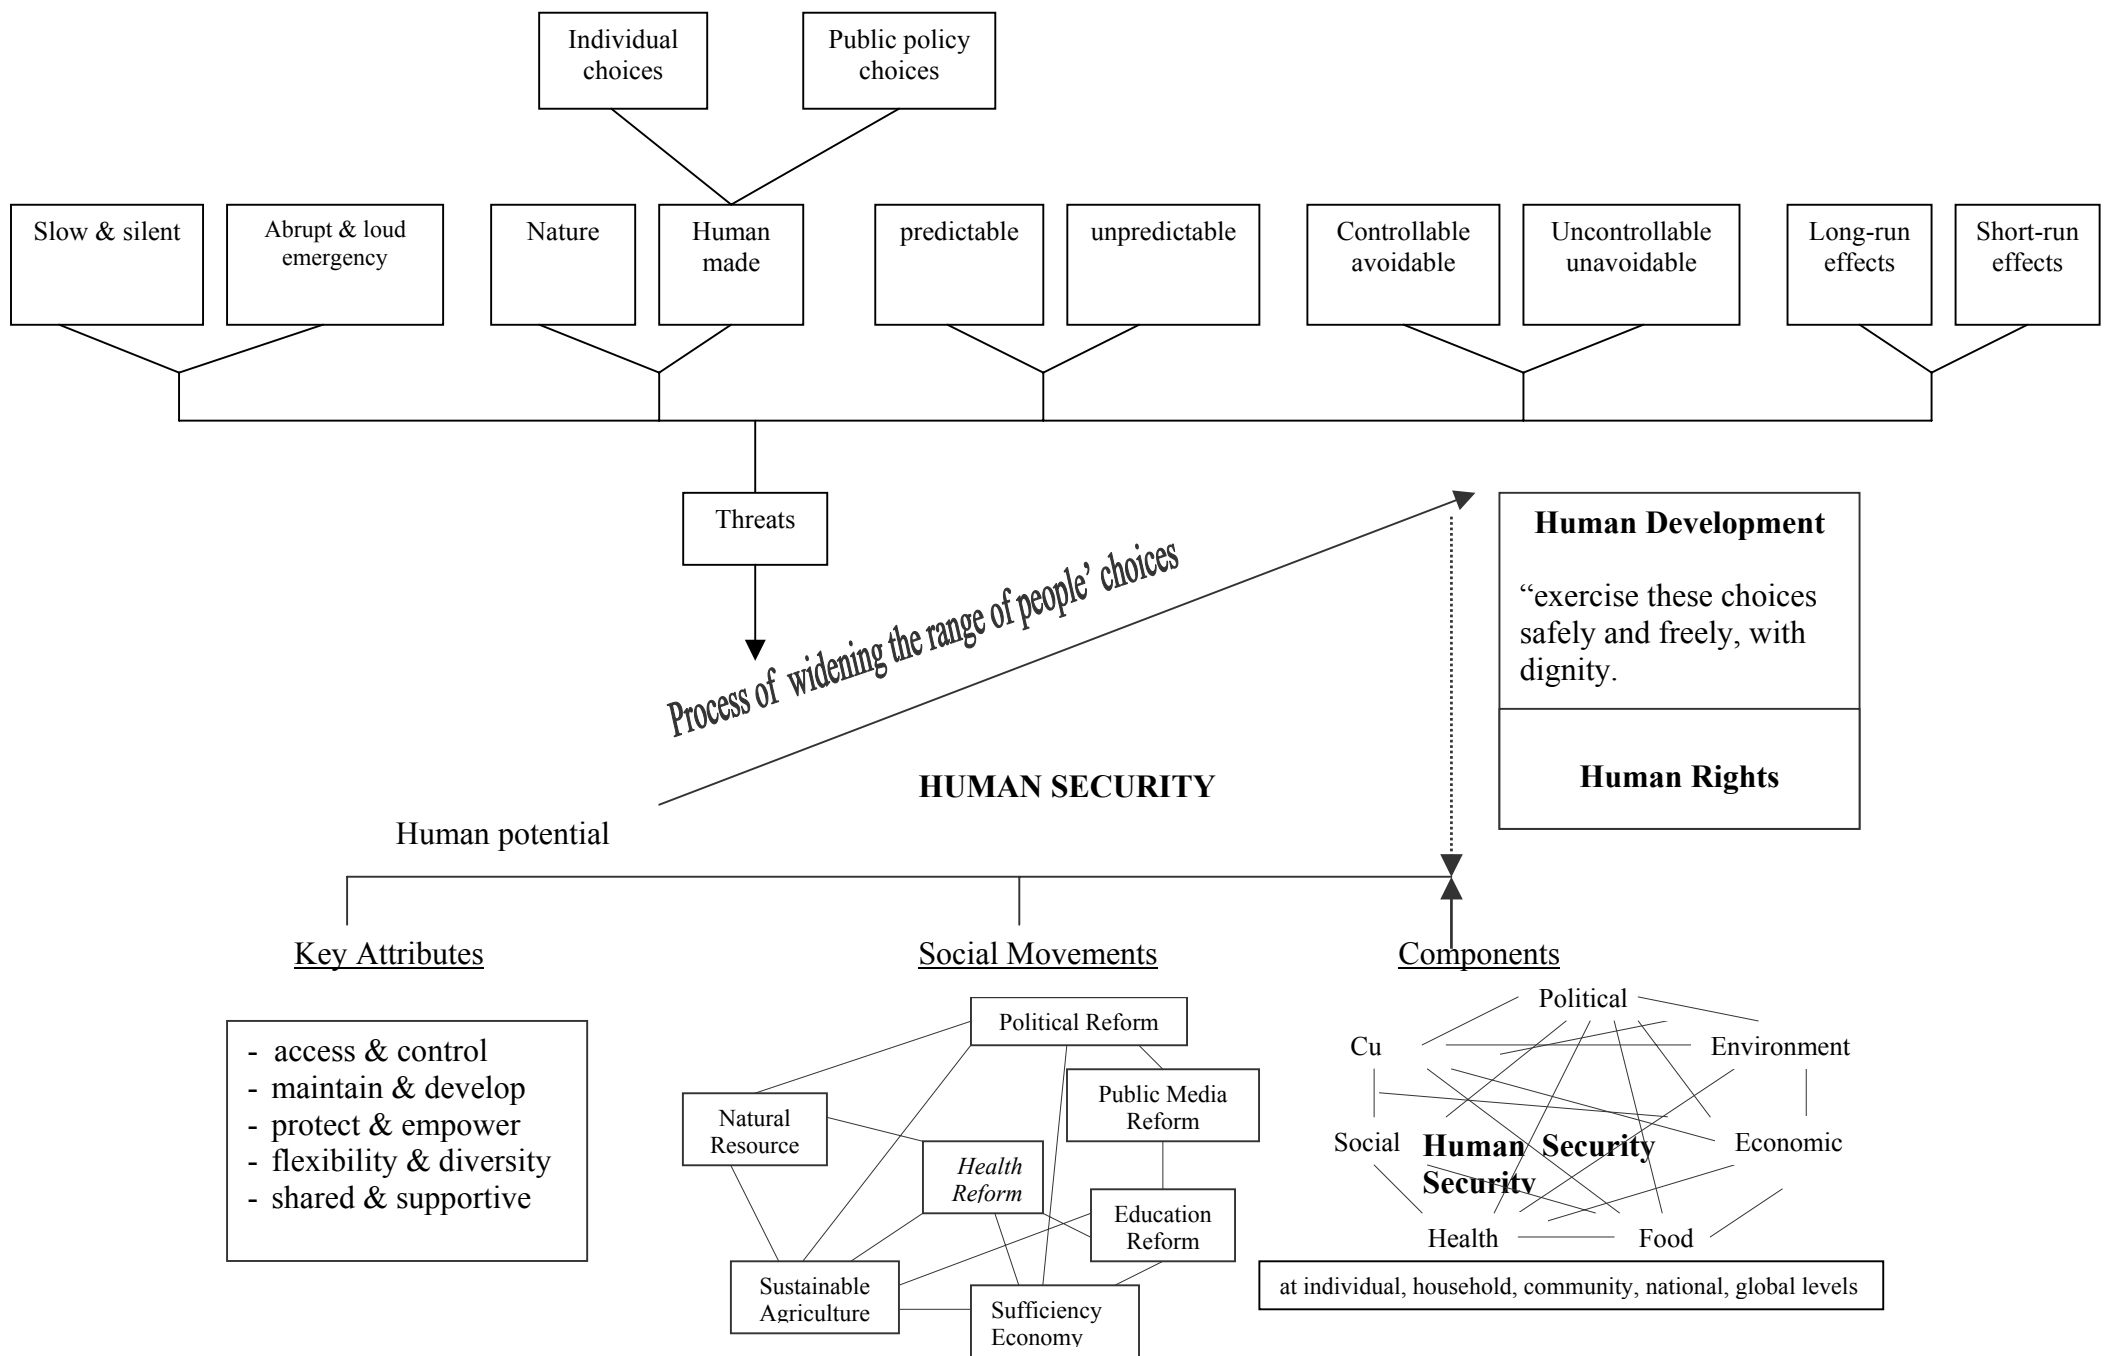 Individual
choices
Public policy
choices
Slow & silent
Abrupt & loud
emergency
Nature
Human
made
predictable
unpredictable
Controllable
avoidable
Uncontrollable
unavoidable
Long-run
effects
Short-run
effects
Threats
Process of widening the range of people’ choices
Human Development
“exercise these choices
safely and freely, with
dignity.
Human Rights
HUMAN SECURITY
Human potential
Key Attributes
- access & control
- maintain & develop
- protect & empower
- flexibility & diversity
- shared & supportive
Social Movements
Political Reform
Public Media
Reform
Natural
Resource
Health
Reform
Education
Reform
Sustainable
Agriculture
Sufficiency
Economy
Components
Political
Cu
Environment
Social
Human Security
Security
Economic
Health
Food
at individual, household, community, national, global levels